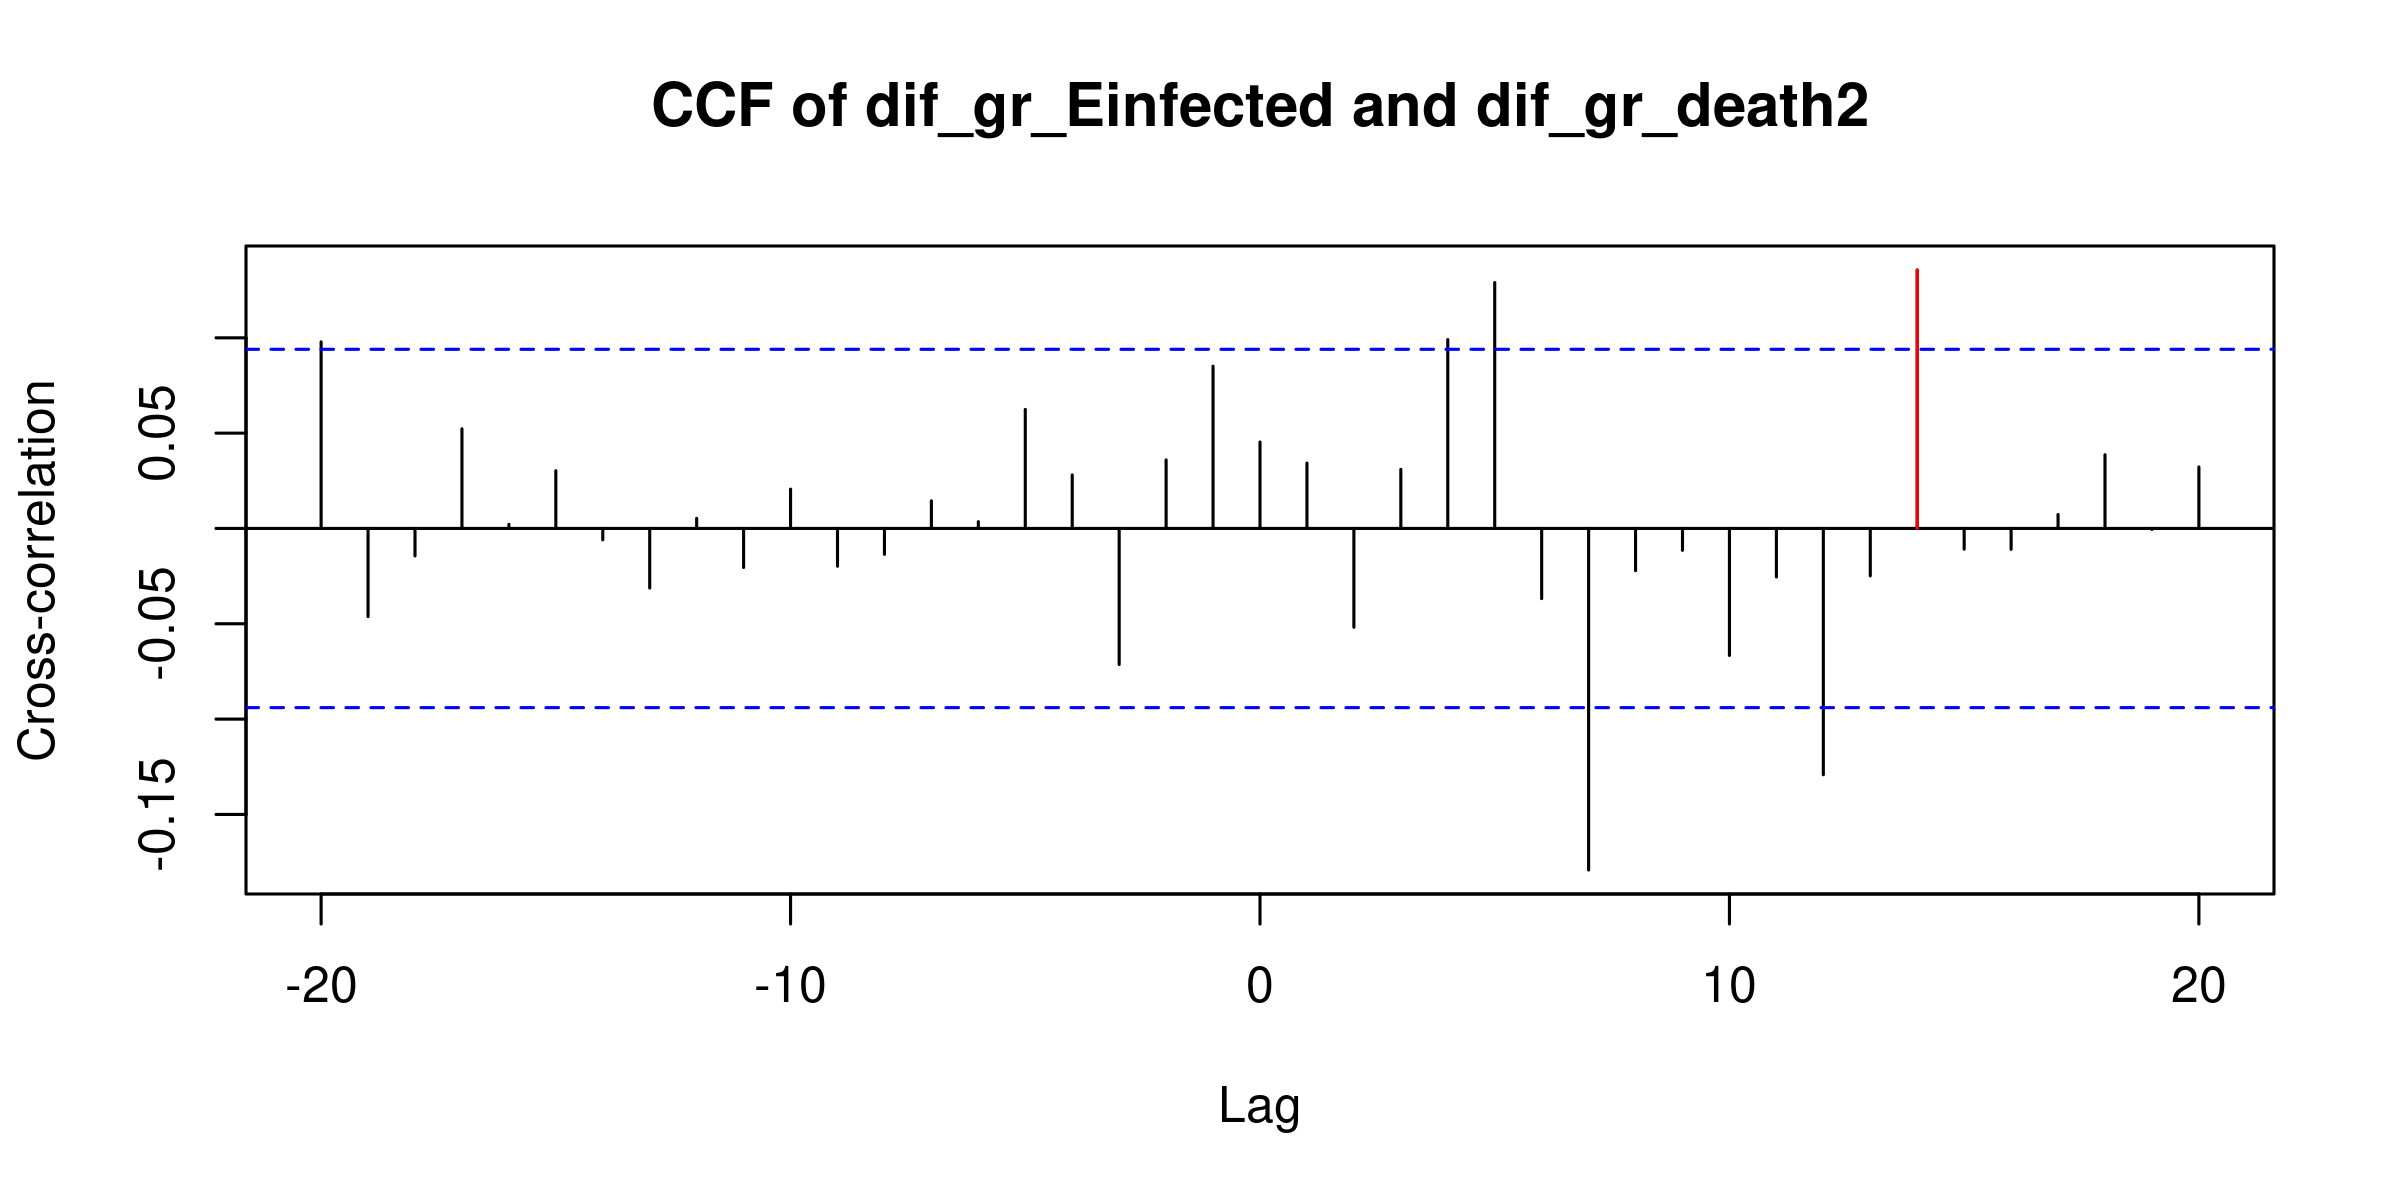 CCF of dif_gr_Einfected and dif_gr_death2
Cross-correlation
0.05
-0.05
-0.15
-20
-10
0
10
20
Lag